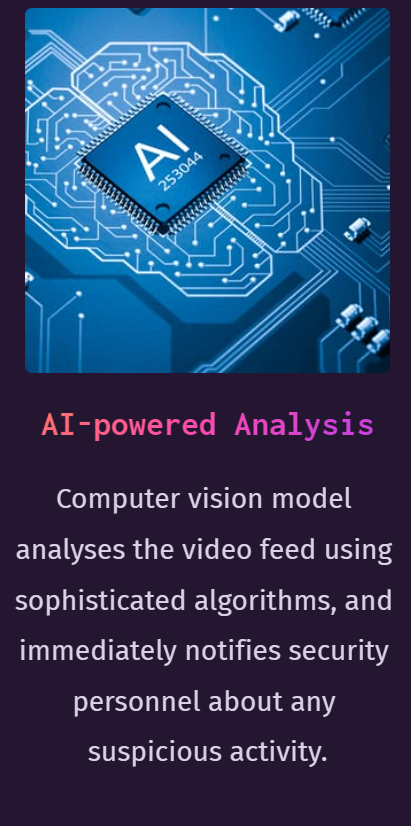 AI
253044
AI-powered Analysis
Computer vision model
analyses the video feed using
sophisticated algorithms, and
immediately notifies security
personnel about any
suspicious activity.